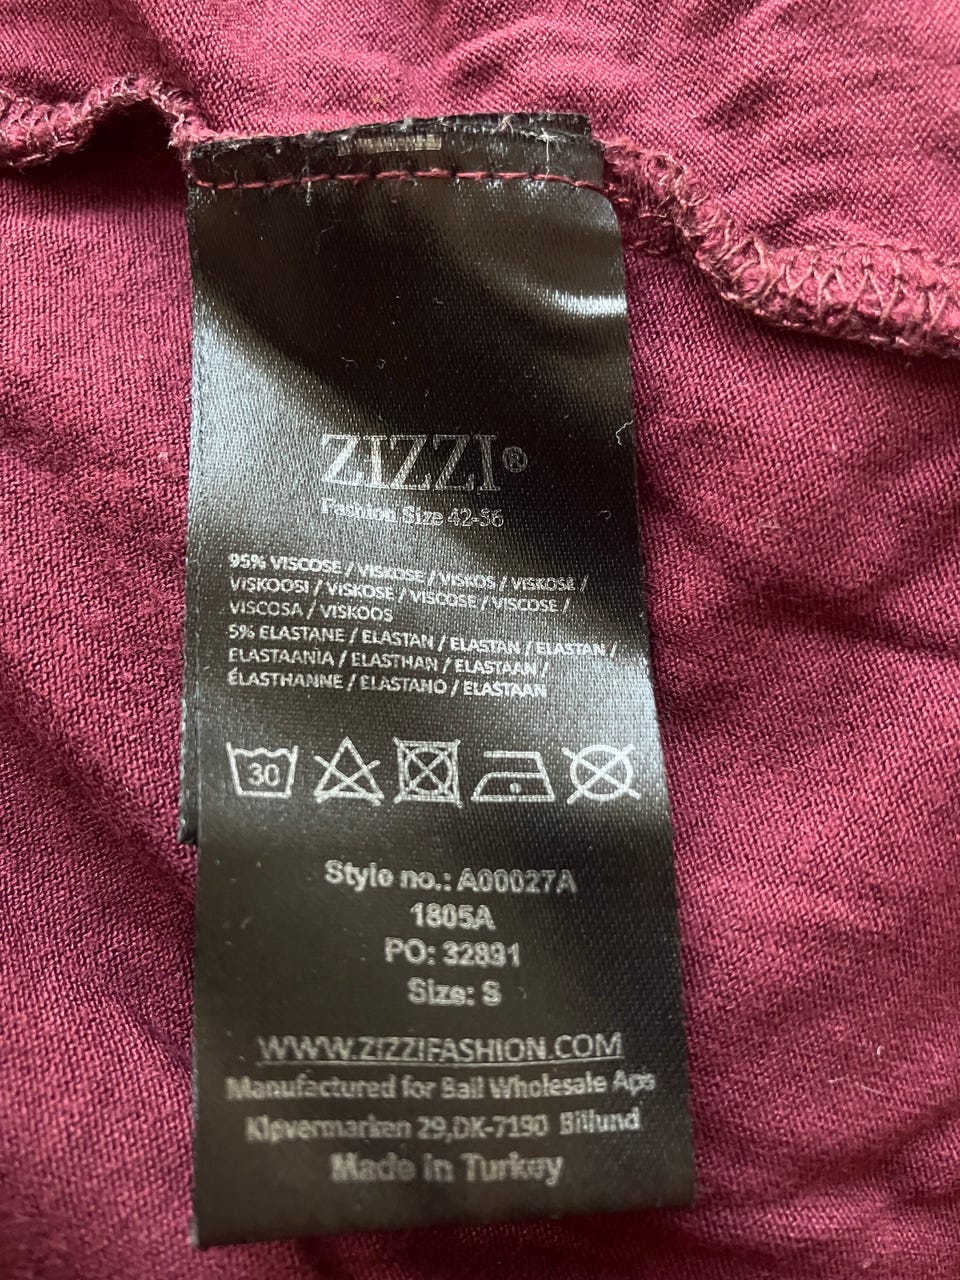 ZIZZI®
Fashion Size 42-56
95% VISCOSE / VISKOSE / VISKOS / VISKOSE /
VISKOOSI / VISKOSE / VISCOSE / VISCOSE /
VISCOSA / VISKOOS
5% ELASTANE / ELASTAN / ELASTAN / ELASTAN /
ELASTAANIA / ELASTHAN / ELASTAAN /
ÉLASTHANNE / ELASTANO / ELASTAAN
30
Style no.: A00027A
1805A
PO: 32891
Size: S
WWW.ZIZZIFASHION.COM
Manufactured for Ball Wholesale Aps
Kløvermarken 29,DK-7190 Billund
Made in Turkey